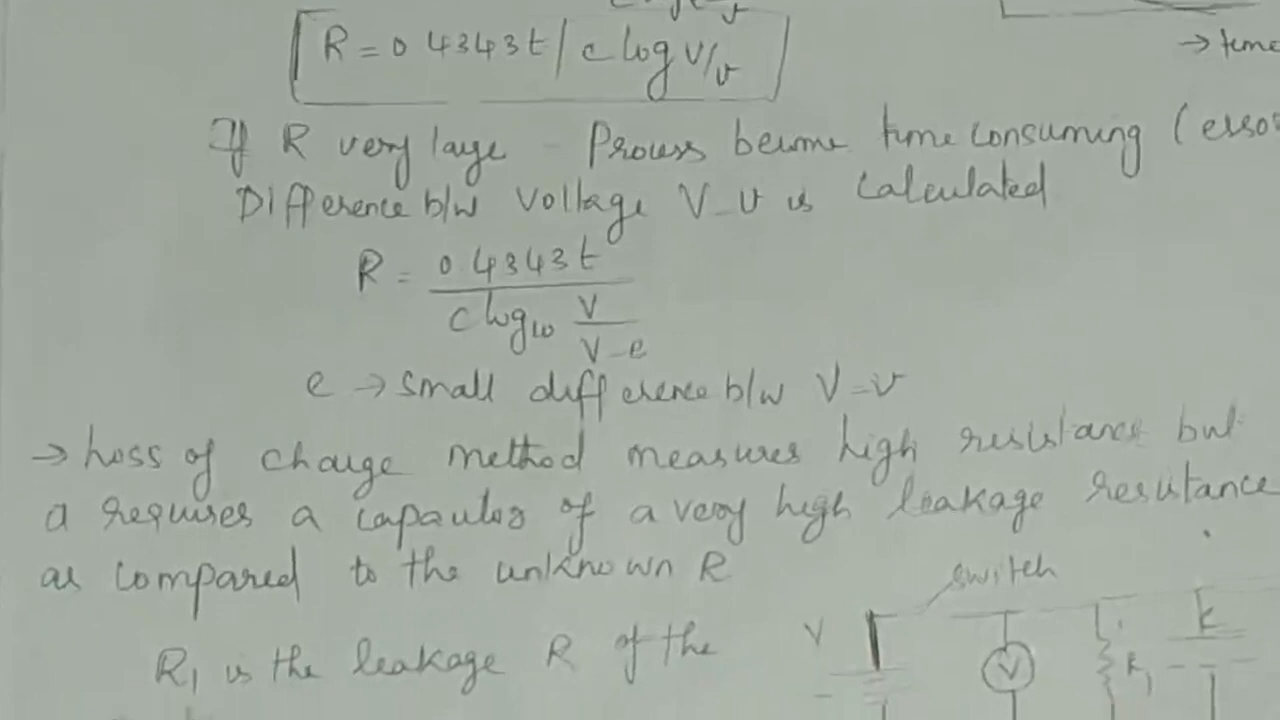 R = 0 4343t / c log V/v
→ time
If R very large - Process become time consuming (error
Difference b/w Voltage V-v is calculated
R = 0 4343t
c log10 V
V-e
e → small difference b/w V-v
→ Loss of charge method measures high resistance but
it requires a capacitor of a very high leakage resistance
as compared to the unknown R
switch
R1 is the leakage R of the
V
V
R1